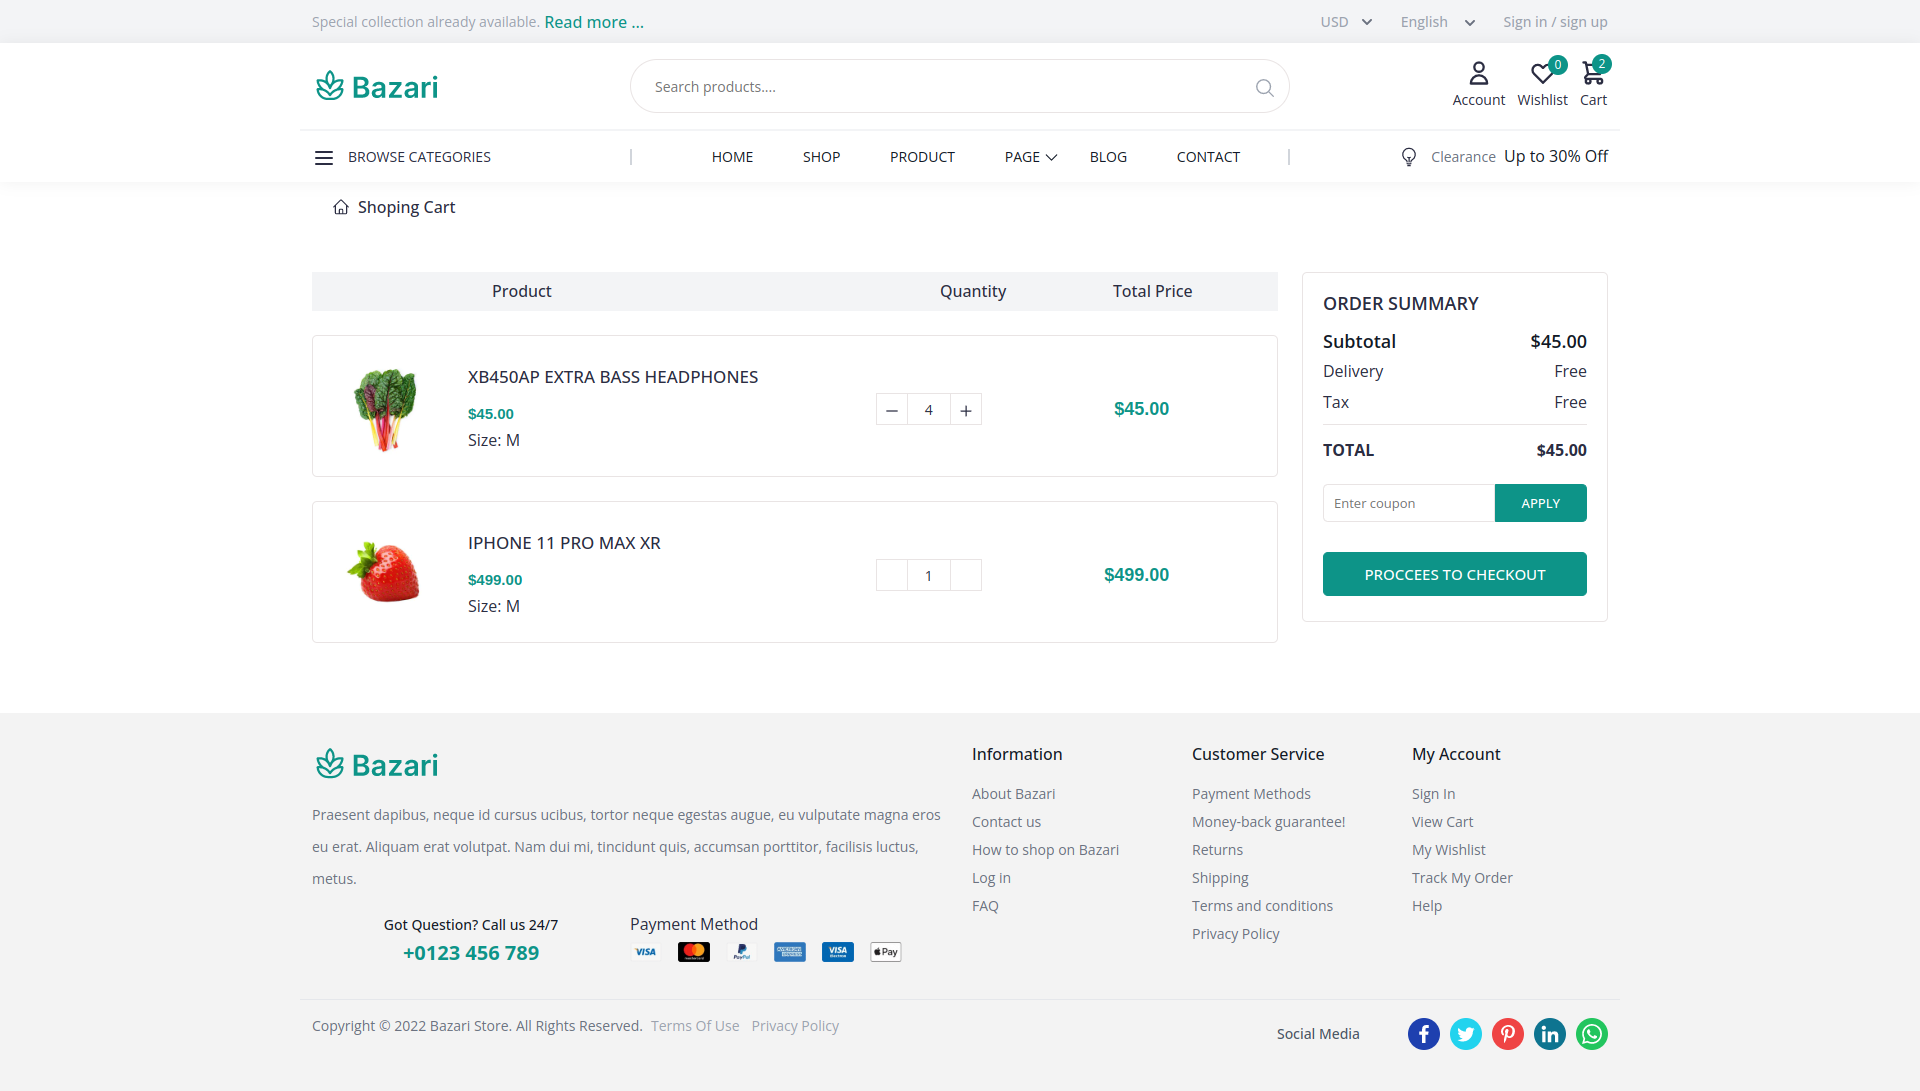 Special collection already available. Read more ...
USD English Sign in / sign up
Bazari
Search products....
Account
0
Wishlist
2
Cart
BROWSE CATEGORIES
HOME SHOP PRODUCT PAGE BLOG CONTACT
Clearance Up to 30% Off
Shoping Cart
Product Quantity Total Price
XB450AP EXTRA BASS HEADPHONES
$45.00
Size: M
4
$45.00
IPHONE 11 PRO MAX XR
$499.00
Size: M
1
$499.00
ORDER SUMMARY
Subtotal $45.00
Delivery Free
Tax Free
TOTAL $45.00
Enter coupon APPLY
PROCCEES TO CHECKOUT
Bazari
Praesent dapibus, neque id cursus ucibus, tortor neque egestas augue, eu vulputate magna eros
eu erat. Aliquam erat volutpat. Nam dui mi, tincidunt quis, accumsan porttitor, facilisis luctus,
metus.
Got Question? Call us 24/7
+0123 456 789
Payment Method
VISA
PayPal
VISA
Pay
Information
About Bazari
Contact us
How to shop on Bazari
Log in
FAQ
Customer Service
Payment Methods
Money-back guarantee!
Returns
Shipping
Terms and conditions
Privacy Policy
My Account
Sign In
View Cart
My Wishlist
Track My Order
Help
Copyright © 2022 Bazari Store. All Rights Reserved. Terms Of Use Privacy Policy
Social Media